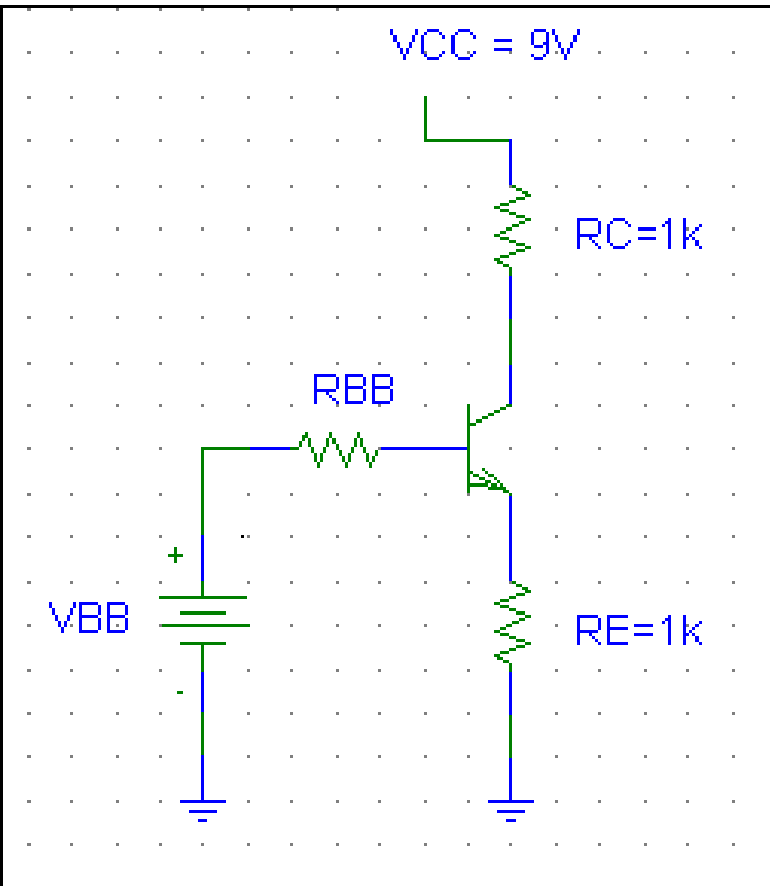 VCC = 9V
RC=1k
RBB
+
VBB
RE=1k
-